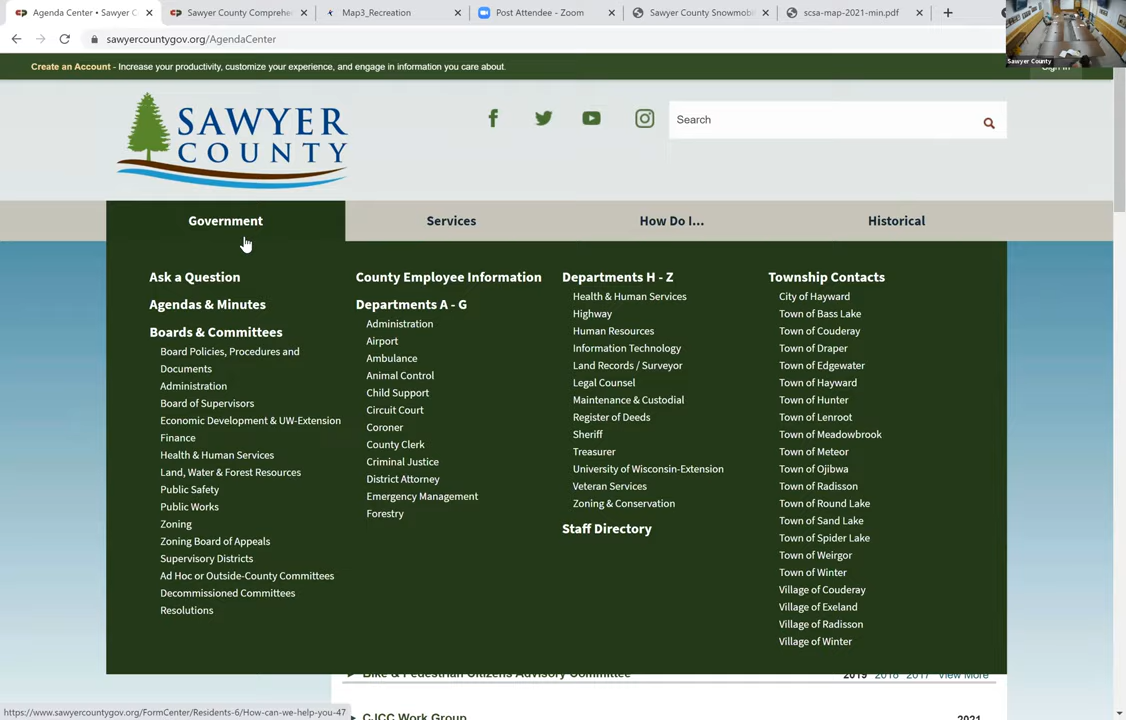 Agenda Center • Sawyer C
Sawyer County Comprehe
Map3_Recreation
Post Attendee - Zoom
Sawyer County Snowmobi
scsa-map-2021-min.pdf
sawyercountygov.org/AgendaCenter
Sawyer County
Create an Account - Increase your productivity, customize your experience, and engage in information you care about.
Sign In
SAWYER
COUNTY
Search
Government
Services
How Do I...
Historical
Ask a Question
Agendas & Minutes
Boards & Committees
Board Policies, Procedures and
Documents
Administration
Board of Supervisors
Economic Development & UW-Extension
Finance
Health & Human Services
Land, Water & Forest Resources
Public Safety
Public Works
Zoning
Zoning Board of Appeals
Supervisory Districts
Ad Hoc or Outside-County Committees
Decommissioned Committees
Resolutions
County Employee Information
Departments A - G
Administration
Airport
Ambulance
Animal Control
Child Support
Circuit Court
Coroner
County Clerk
Criminal Justice
District Attorney
Emergency Management
Forestry
Departments H - Z
Health & Human Services
Highway
Human Resources
Information Technology
Land Records / Surveyor
Legal Counsel
Maintenance & Custodial
Register of Deeds
Sheriff
Treasurer
University of Wisconsin-Extension
Veteran Services
Zoning & Conservation
Staff Directory
Township Contacts
City of Hayward
Town of Bass Lake
Town of Couderay
Town of Draper
Town of Edgewater
Town of Hayward
Town of Hunter
Town of Lenroot
Town of Meadowbrook
Town of Meteor
Town of Ojibwa
Town of Radisson
Town of Round Lake
Town of Sand Lake
Town of Spider Lake
Town of Weirgor
Town of Winter
Village of Couderay
Village of Exeland
Village of Radisson
Village of Winter
Bike & Pedestrian Citizens Advisory Committee 2019 2018 2017 View More
CJCC Work Group 2021
https://www.sawyercountygov.org/FormCenter/Residents-6/How-can-we-help-you-47